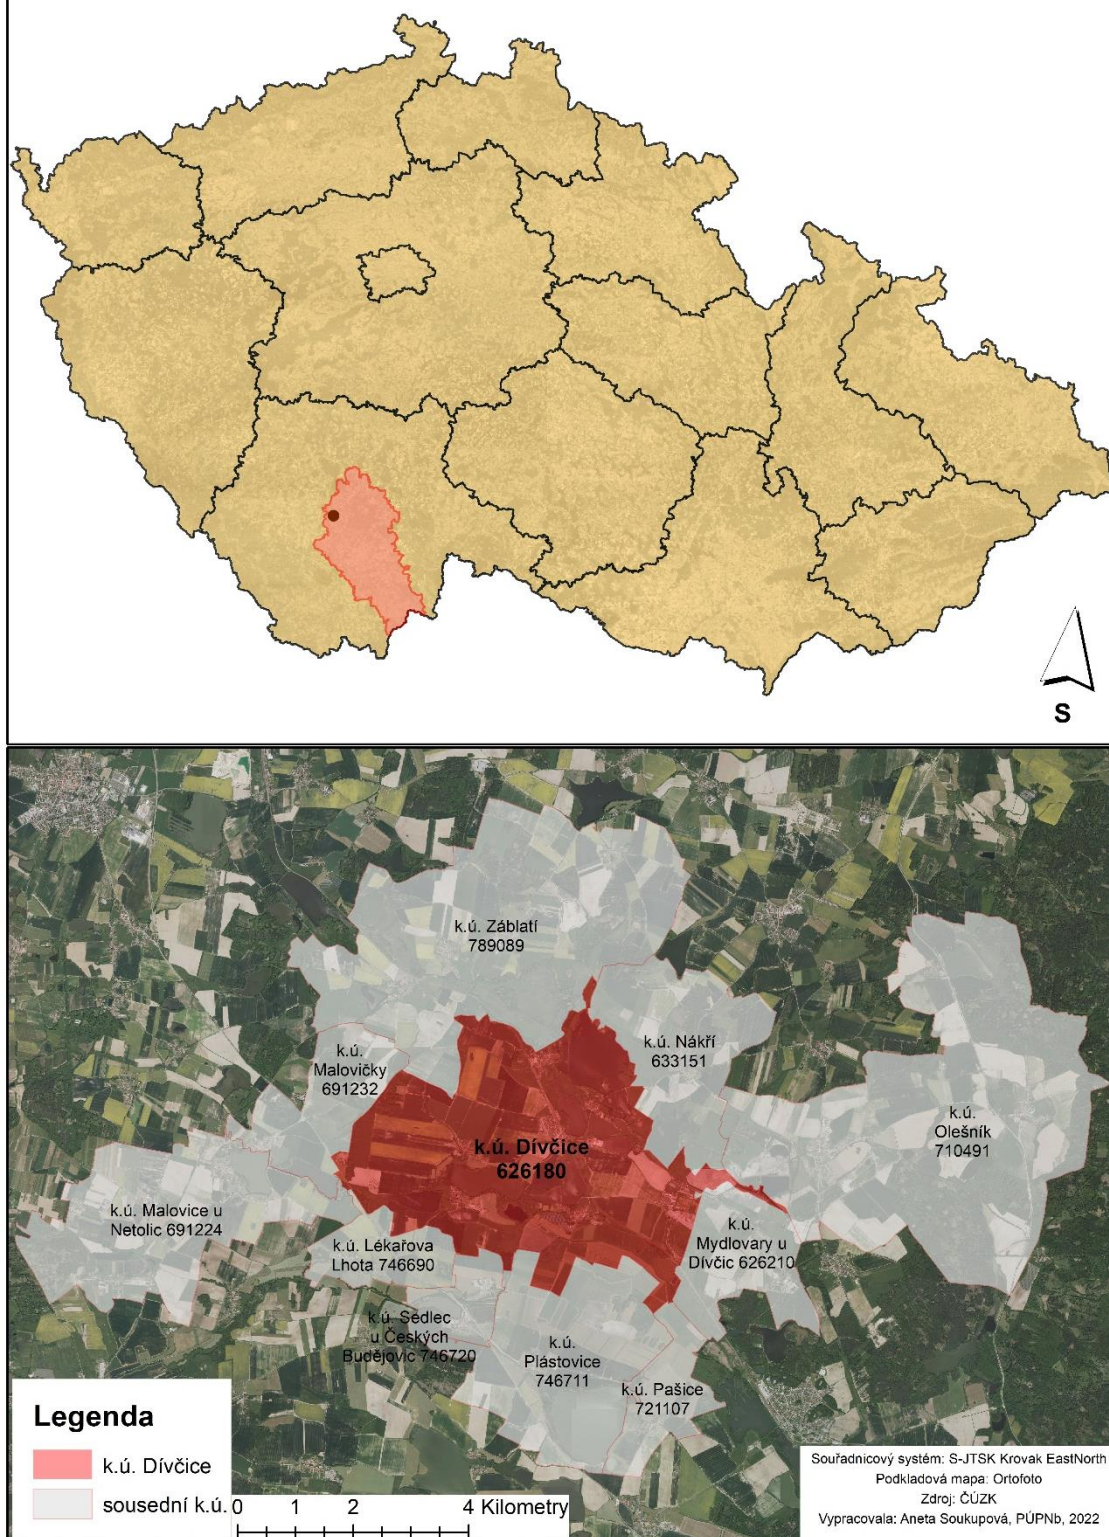 S
k.ú. Záblatí
789089
k.ú. Nákří
633151
k.ú.
Malovičky
691232
k.ú.
Olešník
710491
k.ú. Dívčice
626180
k.ú. Malovice u
Netolic 691224
k.ú.
Mydlovary u
Dívčic 626210
k.ú. Lékařova
Lhota 746690
k.ú. Sedlec
u Českých
Budějovic 746720
k.ú.
Plástovice
746711
k.ú. Pašice
721107
Legenda
k.ú. Dívčice
sousední k.ú.
0 1 2 4 Kilometry
Souřadnicový systém: S-JTSK Krovak EastNorth
Podkladová mapa: Ortofoto
Zdroj: ČÚZK
Vypracovala: Aneta Soukupová, PÚPNb, 2022